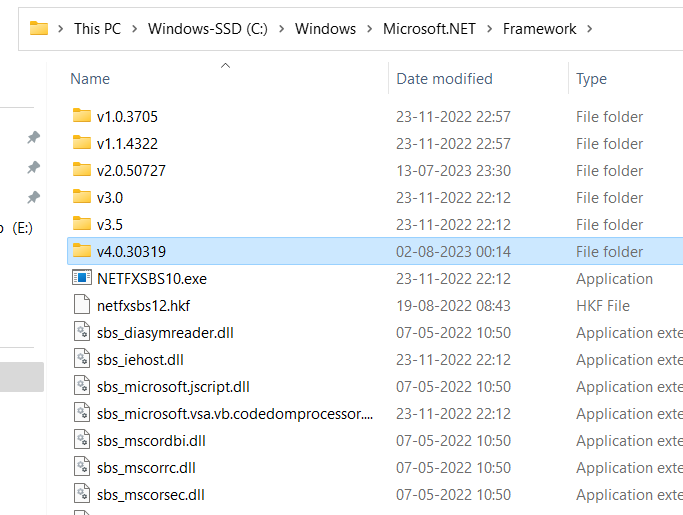 This PC > Windows-SSD (C:) > Windows > Microsoft.NET > Framework >
Name Date modified Type
v1.0.3705 23-11-2022 22:57 File folder
v1.1.4322 23-11-2022 22:57 File folder
v2.0.50727 13-07-2023 23:30 File folder
v3.0 23-11-2022 22:12 File folder
(E:) v3.5 23-11-2022 22:12 File folder
v4.0.30319 02-08-2023 00:14 File folder
NETFXSBS10.exe 23-11-2022 22:12 Application
netfxsbs12.hkf 19-08-2022 08:43 HKF File
sbs_diasymreader.dll 07-05-2022 10:50 Application exte
sbs_iehost.dll 23-11-2022 22:12 Application exte
sbs_microsoft.jscript.dll 07-05-2022 10:50 Application exte
sbs_microsoft.vsa.vb.codedomprocessor.... 23-11-2022 22:12 Application exte
sbs_mscordbi.dll 07-05-2022 10:50 Application exte
sbs_mscorrc.dll 07-05-2022 10:50 Application exte
sbs_mscorsec.dll 07-05-2022 10:50 Application exte